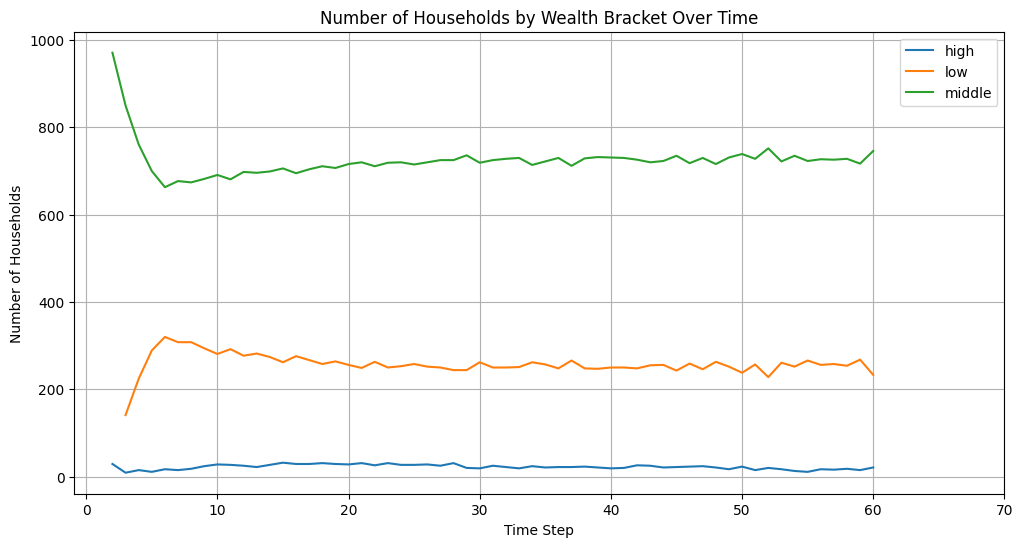 Number of Households by Wealth Bracket Over Time
Number of Households
1000
800
600
400
200
0
high
low
middle
0 10 20 30 40 50 60 70
Time Step